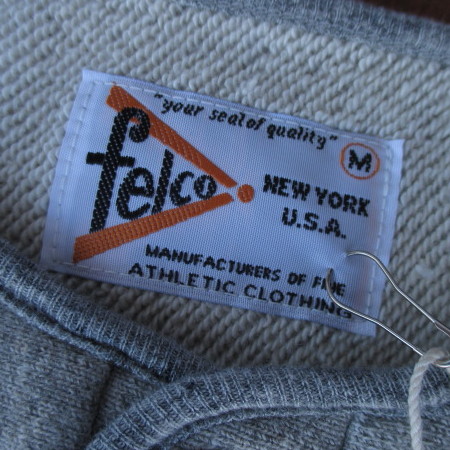 "your seal of quality"
M
felco
NEW YORK
U.S.A.
MANUFACTURERS OF FINE
ATHLETIC CLOTHING